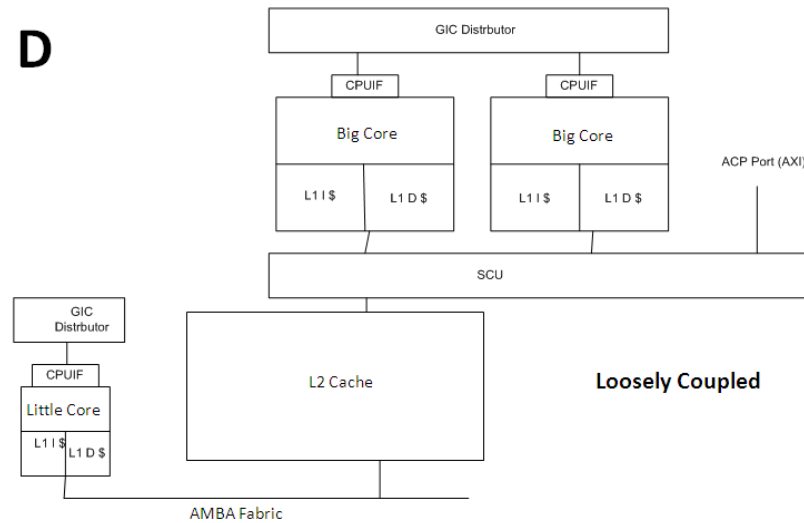 D
GIC Distrbutor
CPUIF
CPUIF
Big Core
Big Core
ACP Port (AXI)
L1 I $
L1 D $
L1 I $
L1 D $
SCU
GIC
Distrbutor
CPUIF
Little Core
L1 I $
L1 D $
L2 Cache
Loosely Coupled
AMBA Fabric